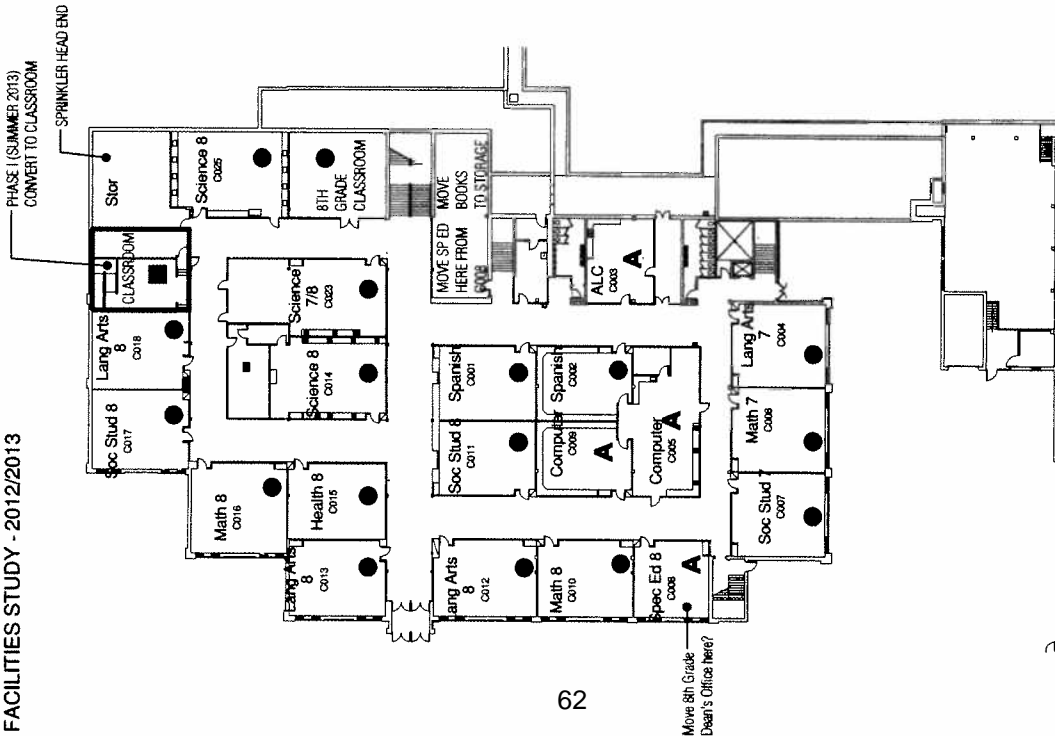 FACILITIES STUDY - 2012/2013
PHASE I (SUMMER 2013)
CONVERT TO CLASSROOM
SPRINKLER HEAD END
Stor
CLASSROOM
Science 8
C025
8TH
GRADE
CLASSROOM
Lang Arts
8
C018
Soc Stud 8
C017
Science
7/8
C023
Science 8
C014
MOVE SP ED
HERE FROM
C008
MOVE
BOOKS
TO STORAGE
Math 8
C016
Health 8
C015
Lang Arts
8
C013
Spanish
C001
Soc Stud 8
C011
Spanish
C002
Computer
C009
A
Computer
C005
A
ALC
C003
A
Lang Arts
8
C012
Math 8
C010
Spec Ed 8
C008
A
Lang Arts
7
C004
Math 7
C006
Soc Stud 7
C007
Move 8th Grade
Dean's Office here?
62